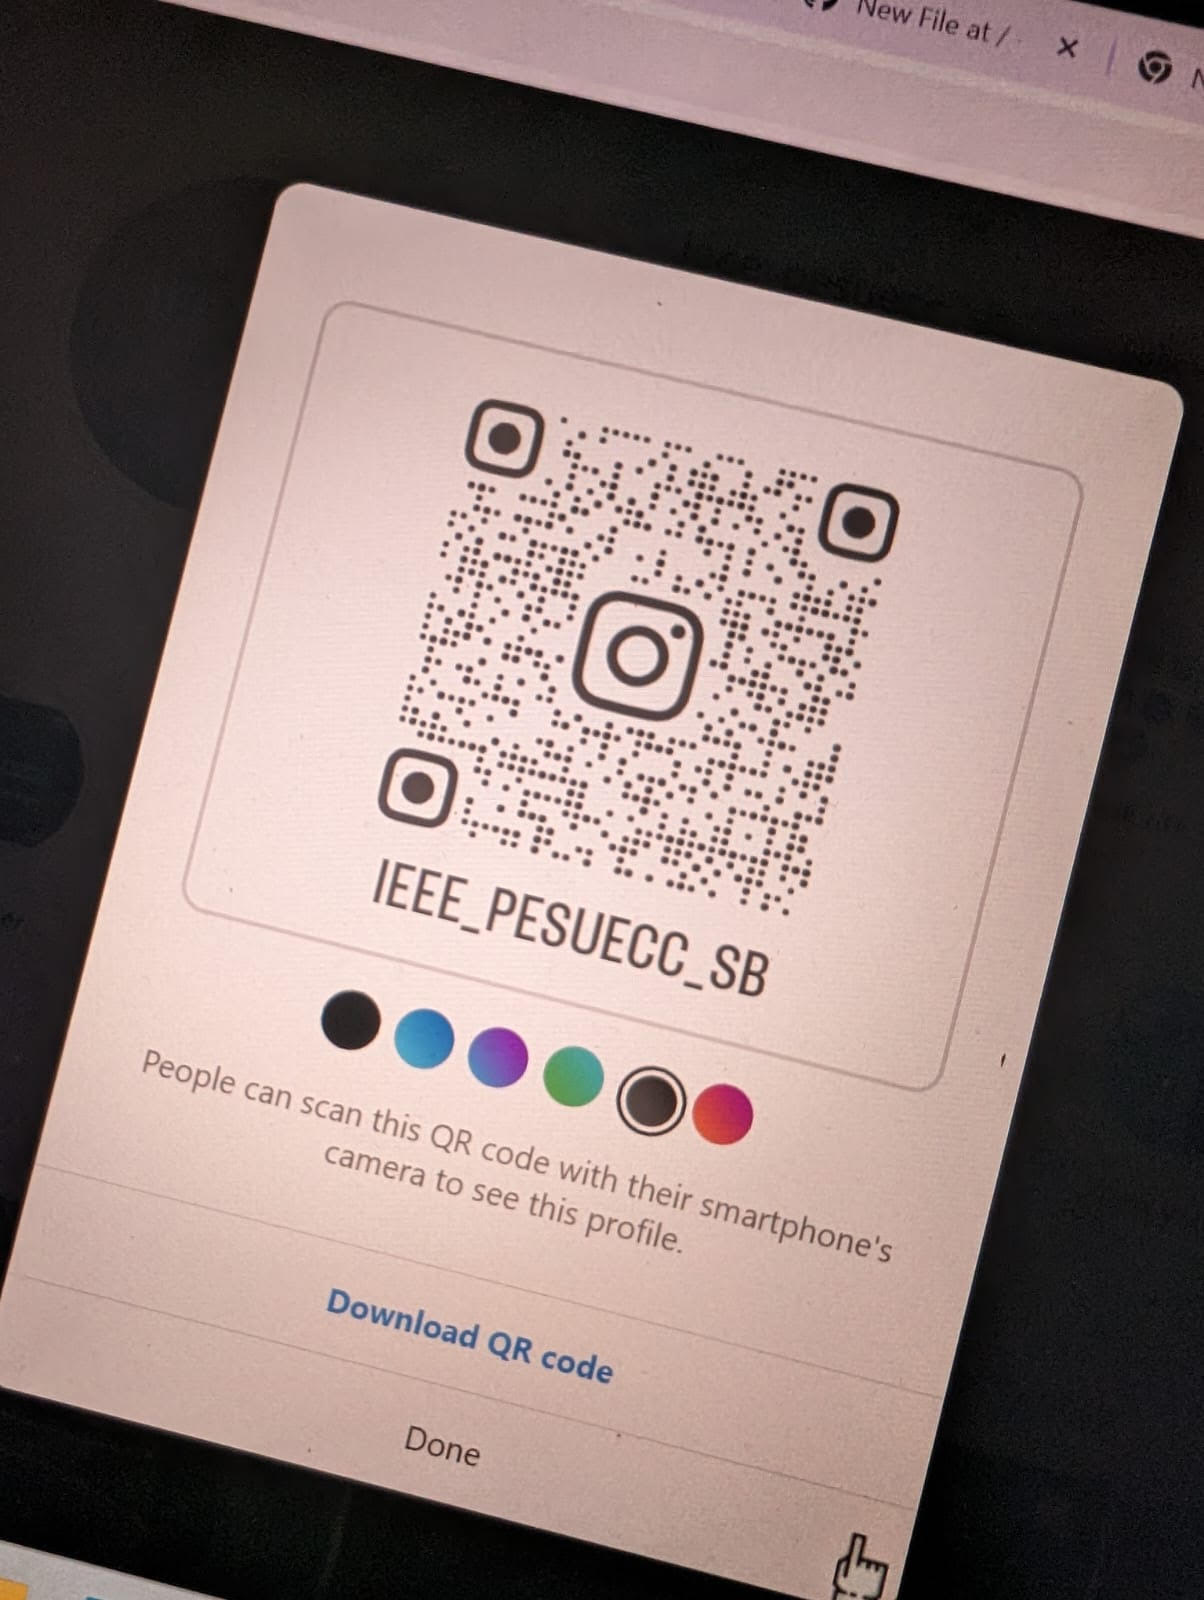 New File at /
IEEE_PESUECC_SB
People can scan this QR code with their smartphone's
camera to see this profile.
Download QR code
Done